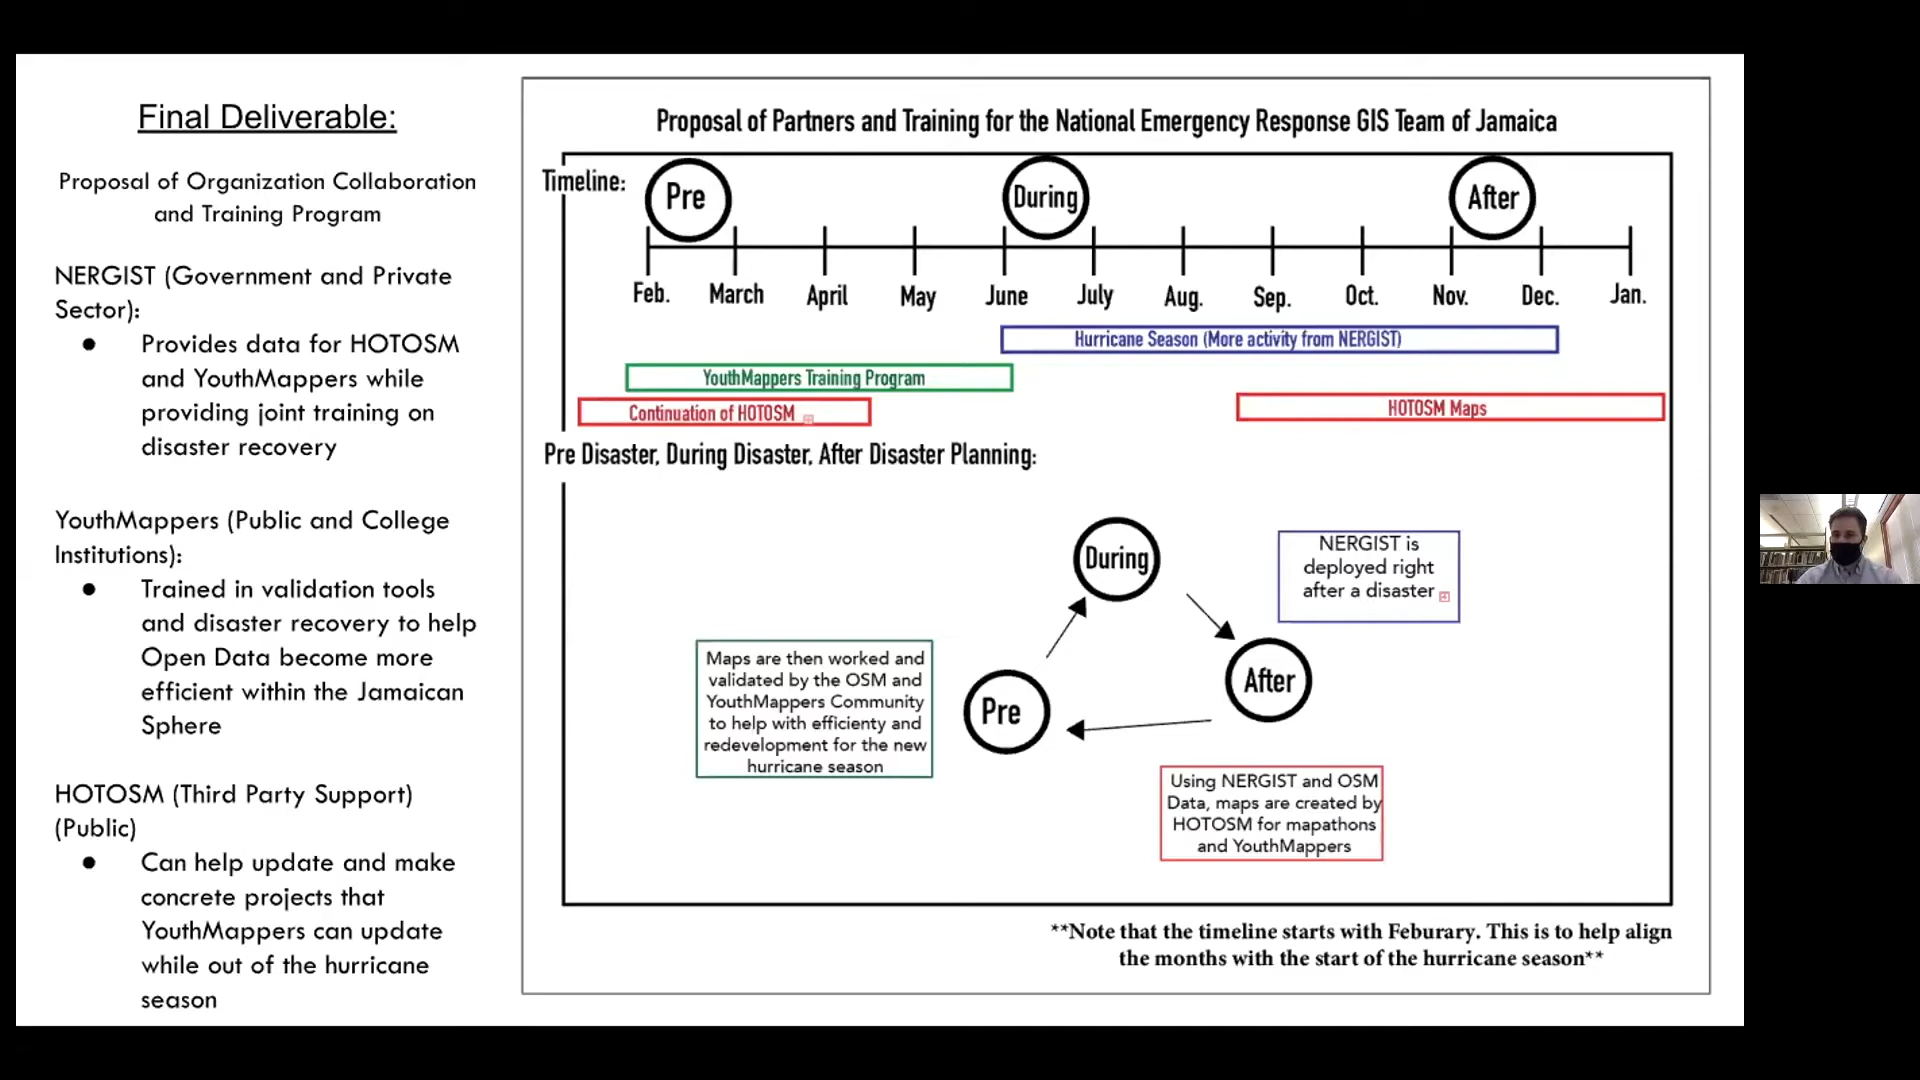 Final Deliverable:
Proposal of Organization Collaboration
and Training Program
NERGIST (Government and Private
Sector):
● Provides data for HOTOSM
and YouthMappers while
providing joint training on
disaster recovery
YouthMappers (Public and College
Institutions):
● Trained in validation tools
and disaster recovery to help
Open Data become more
efficient within the Jamaican
Sphere
HOTOSM (Third Party Support)
(Public)
● Can help update and make
concrete projects that
YouthMappers can update
while out of the hurricane
season
Proposal of Partners and Training for the National Emergency Response GIS Team of Jamaica
Timeline:
Pre
During
After
Feb. March April May June July Aug. Sep. Oct. Nov. Dec. Jan.
Hurricane Season (More activity from NERGIST)
YouthMappers Training Program
Continuation of HOTOSM
HOTOSM Maps
Pre Disaster, During Disaster, After Disaster Planning:
During
NERGIST is
deployed right
after a disaster
After
Pre
Maps are then worked and
validated by the OSM and
YouthMappers Community
to help with efficienty and
redevelopment for the new
hurricane season
Using NERGIST and OSM
Data, maps are created by
HOTOSM for mapathons
and YouthMappers
**Note that the timeline starts with Feburary. This is to help align
the months with the start of the hurricane season**